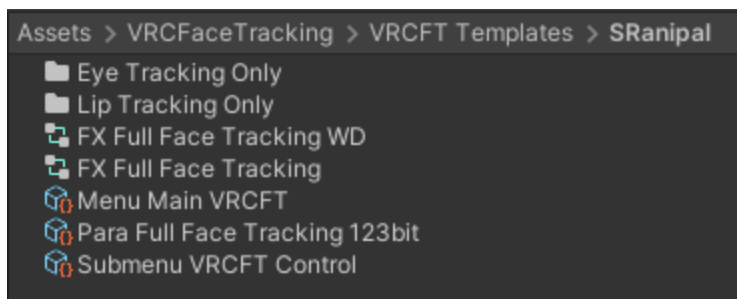 Assets > VRCFaceTracking > VRCFT Templates > SRanipal
Eye Tracking Only
Lip Tracking Only
FX Full Face Tracking WD
FX Full Face Tracking
Menu Main VRCFT
Para Full Face Tracking 123bit
Submenu VRCFT Control